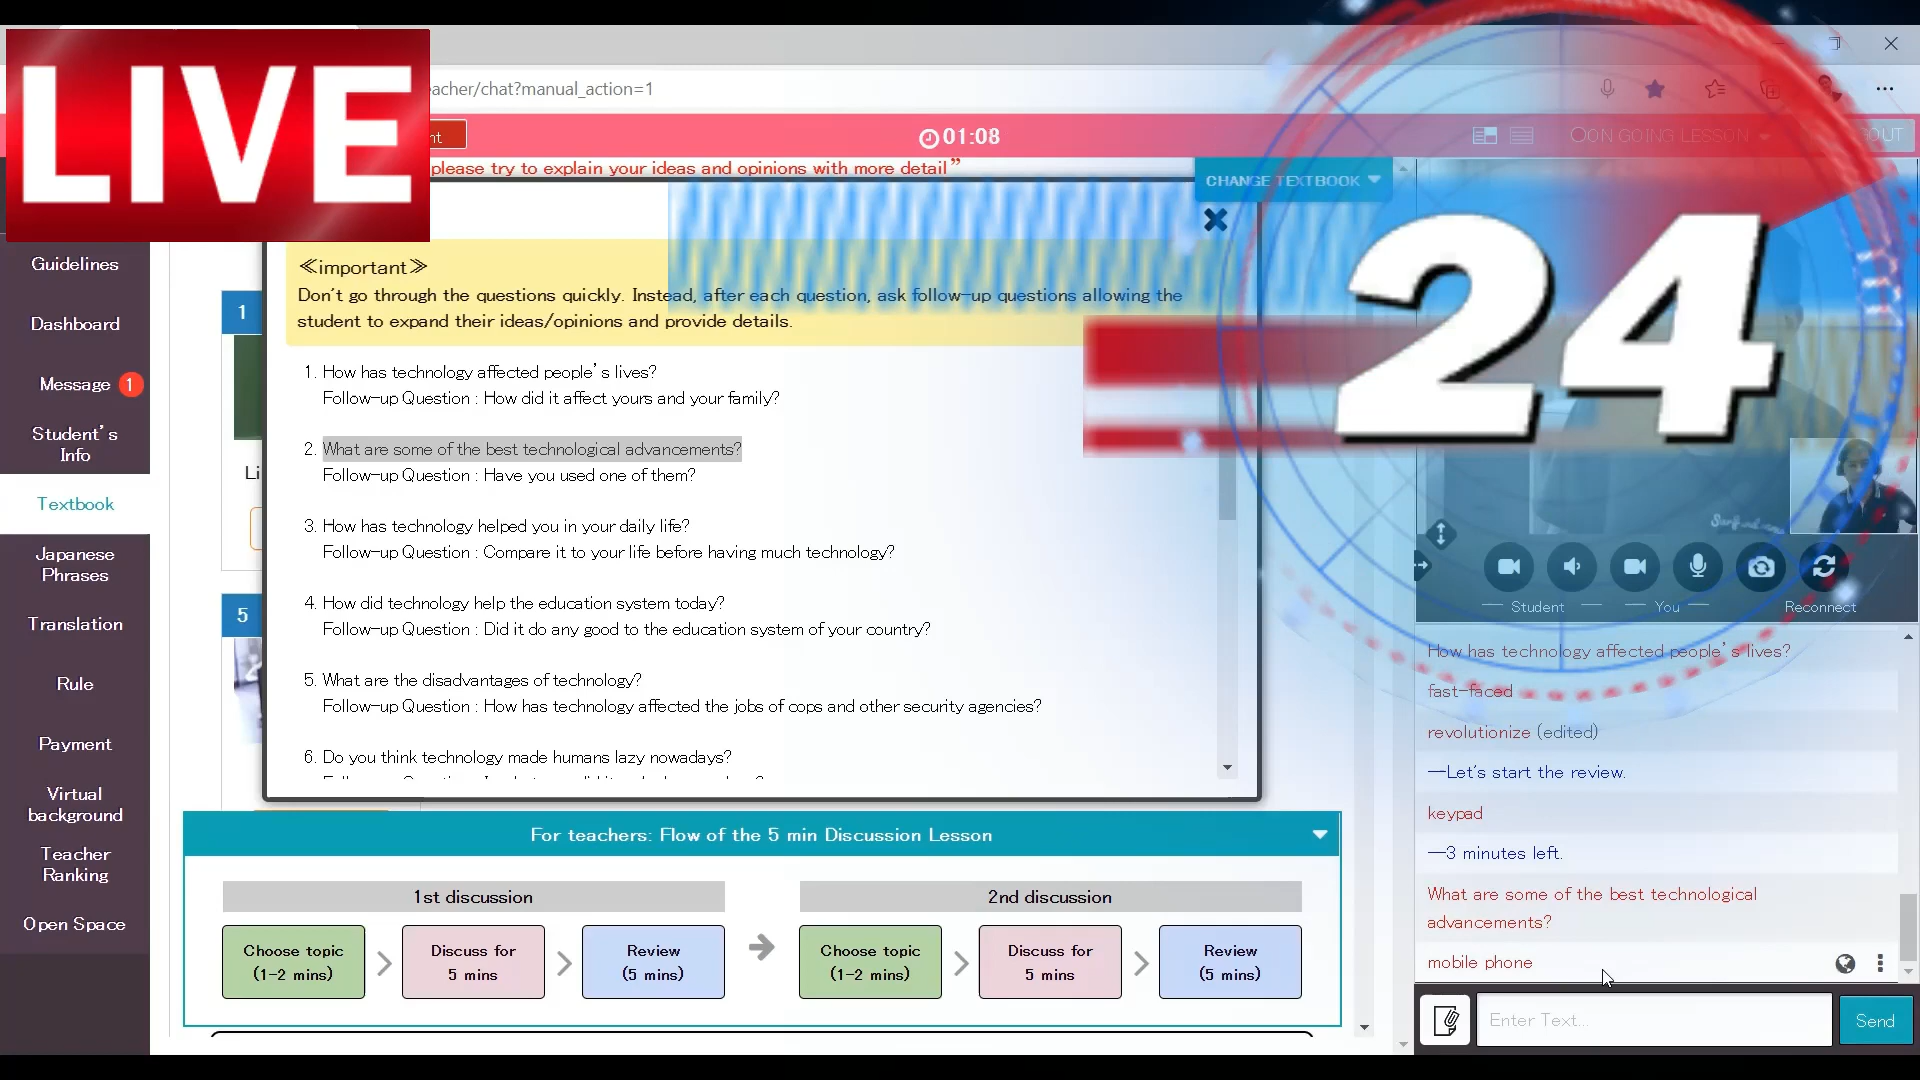 LIVE
24
eacher/chat?manual_action=1
nt
01:08
ON GOING LESSON
OUT
please try to explain your ideas and opinions with more detail”
CHANGE TEXTBOOK
Guidelines
Dashboard
Message 1
Student's
Info
Textbook
Japanese
Phrases
Translation
Rule
Payment
Virtual
background
Teacher
Ranking
Open Space
1
Li
5
≪important≫
Don't go through the questions quickly. Instead, after each question, ask follow-up questions allowing the
student to expand their ideas/opinions and provide details.
1. How has technology affected people's lives?
Follow-up Question : How did it affect yours and your family?
2. What are some of the best technological advancements?
Follow-up Question : Have you used one of them?
3. How has technology helped you in your daily life?
Follow-up Question : Compare it to your life before having much technology?
4. How did technology help the education system today?
Follow-up Question : Did it do any good to the education system of your country?
5. What are the disadvantages of technology?
Follow-up Question : How has technology affected the jobs of cops and other security agencies?
6. Do you think technology made humans lazy nowadays?
For teachers: Flow of the 5 min Discussion Lesson
1st discussion
2nd discussion
Choose topic
(1-2 mins)
Discuss for
5 mins
Review
(5 mins)
Choose topic
(1-2 mins)
Discuss for
5 mins
Review
(5 mins)
Student
You
Reconnect
How has technology affected people's lives?
fast-faced
revolutionize (edited)
—Let's start the review.
keypad
—3 minutes left.
What are some of the best technological
advancements?
mobile phone
Enter Text...
Send